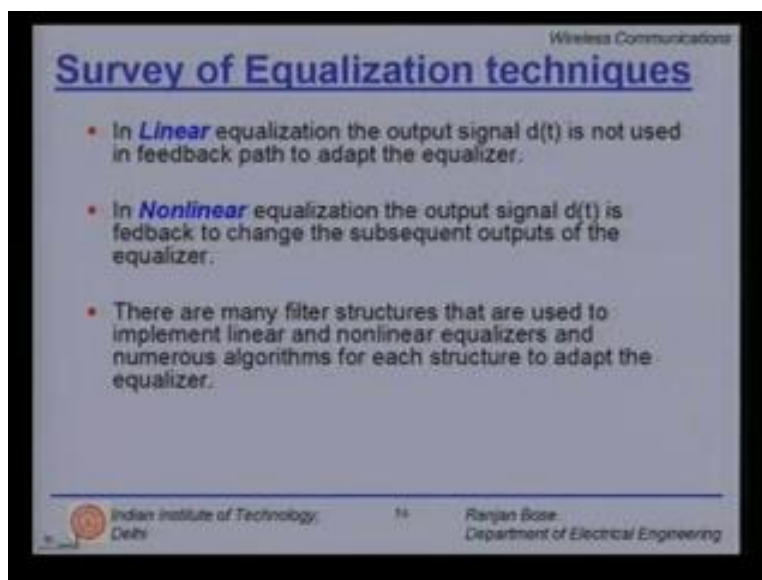 Wireless Communications
Survey of Equalization techniques
• In Linear equalization the output signal d(t) is not used
in feedback path to adapt the equalizer.
• In Nonlinear equalization the output signal d(t) is
fedback to change the subsequent outputs of the
equalizer.
• There are many filter structures that are used to
implement linear and nonlinear equalizers and
numerous algorithms for each structure to adapt the
equalizer.
Indian Institute of Technology,
Delhi
Ranjan Bose
Department of Electrical Engineering